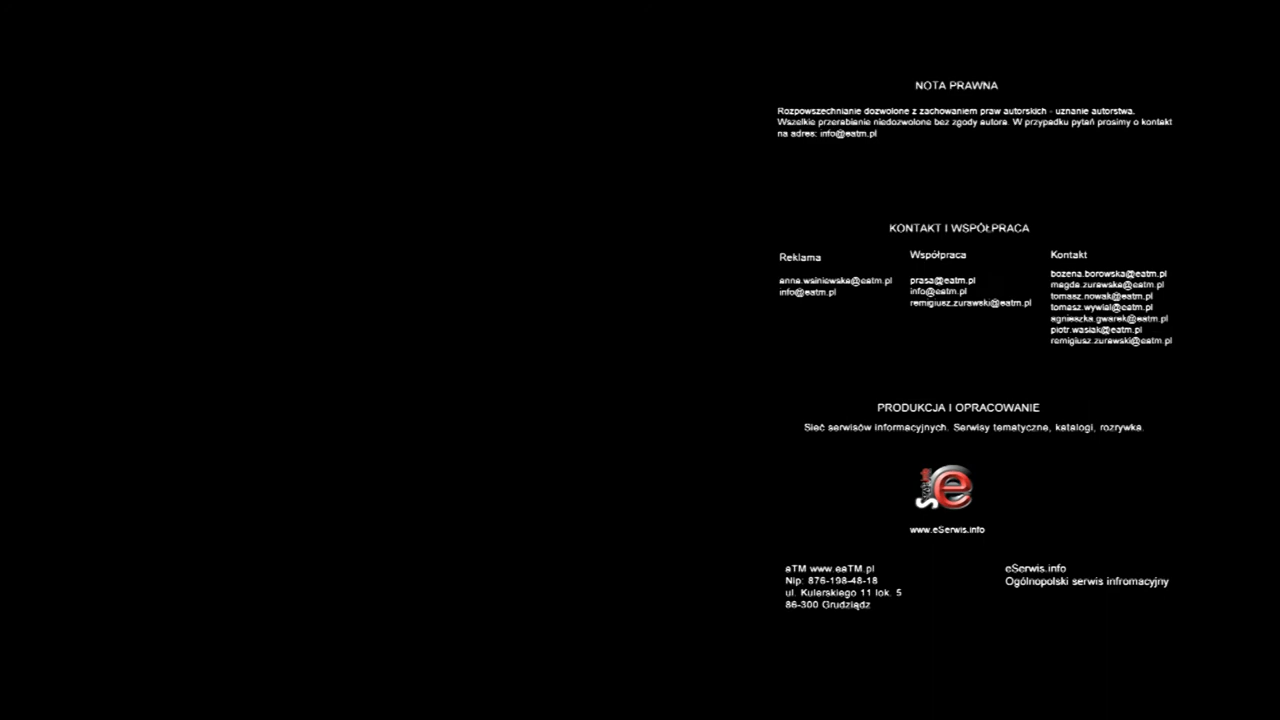 NOTA PRAWNA
Rozpowszechnianie dozwolone z zachowaniem praw autorskich - uznanie autorstwa.
Wszelkie przerabianie niedozwolone bez zgody autora. W przypadku pytań prosimy o kontakt
na adres: info@eatm.pl
KONTAKT I WSPÓŁPRACA
Reklama
anna.wsiniewska@eatm.pl
info@eatm.pl
Współpraca
prasa@eatm.pl
info@eatm.pl
remigiusz.zurawski@eatm.pl
Kontakt
bozena.borowska@eatm.pl
magda.zurawska@eatm.pl
tomasz.nowak@eatm.pl
tomasz.wywial@eatm.pl
agnieszka.gwarek@eatm.pl
piotr.wasiak@eatm.pl
remigiusz.zurawski@eatm.pl
PRODUKCJA I OPRACOWANIE
Sieć serwisów informacyjnych. Serwisy tematyczne, katalogi, rozrywka.
e
www.eSerwis.info
aTM www.eaTM.pl
Nip: 876-198-48-18
ul. Kulerskiego 11 lok. 5
86-300 Grudziądz
eSerwis.info
Ogólnopolski serwis infromacyjny